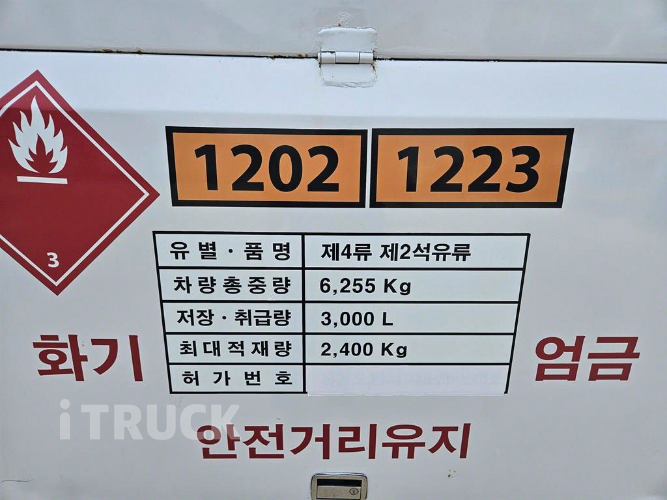 1202 1223
3
유별·품명 제4류 제2석유류
차량총중량 6,255 Kg
저장·취급량 3,000 L
최대적재량 2,400 Kg
허가번호
화기 엄금
iTRUCK
안전거리유지